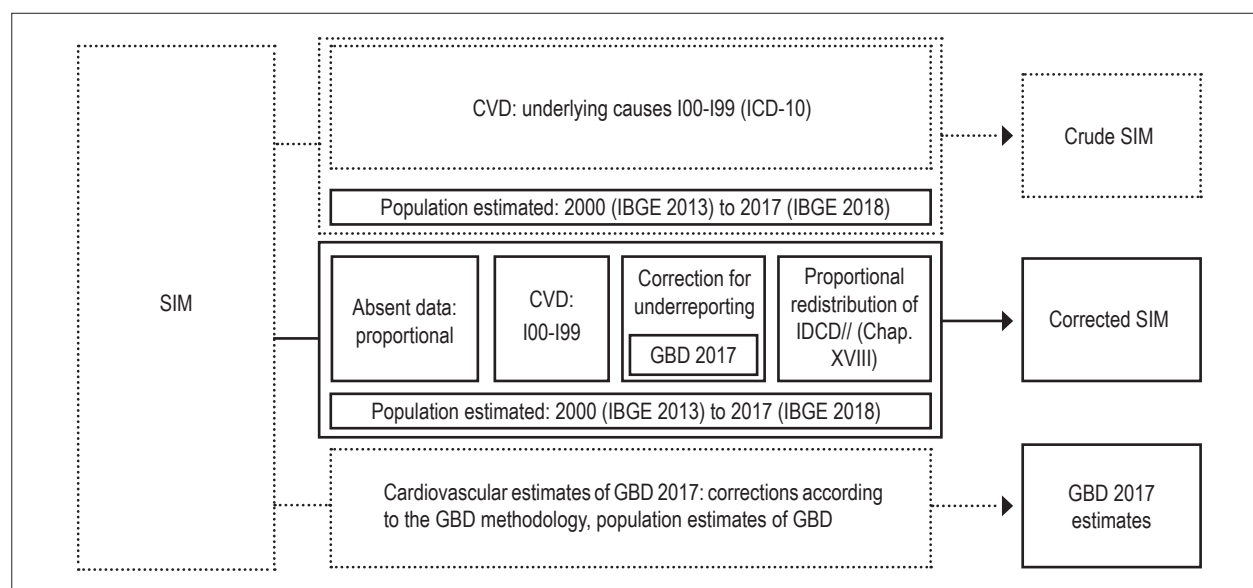 SIM
CVD: underlying causes I00-I99 (ICD-10)
Population estimated: 2000 (IBGE 2013) to 2017 (IBGE 2018)
Crude SIM
Absent data:
proportional
CVD:
I00-I99
Correction for
underreporting
GBD 2017
Proportional
redistribution of
IDCD// (Chap.
XVIII)
Population estimated: 2000 (IBGE 2013) to 2017 (IBGE 2018)
Corrected SIM
Cardiovascular estimates of GBD 2017: corrections according
to the GBD methodology, population estimates of GBD
GBD 2017
estimates